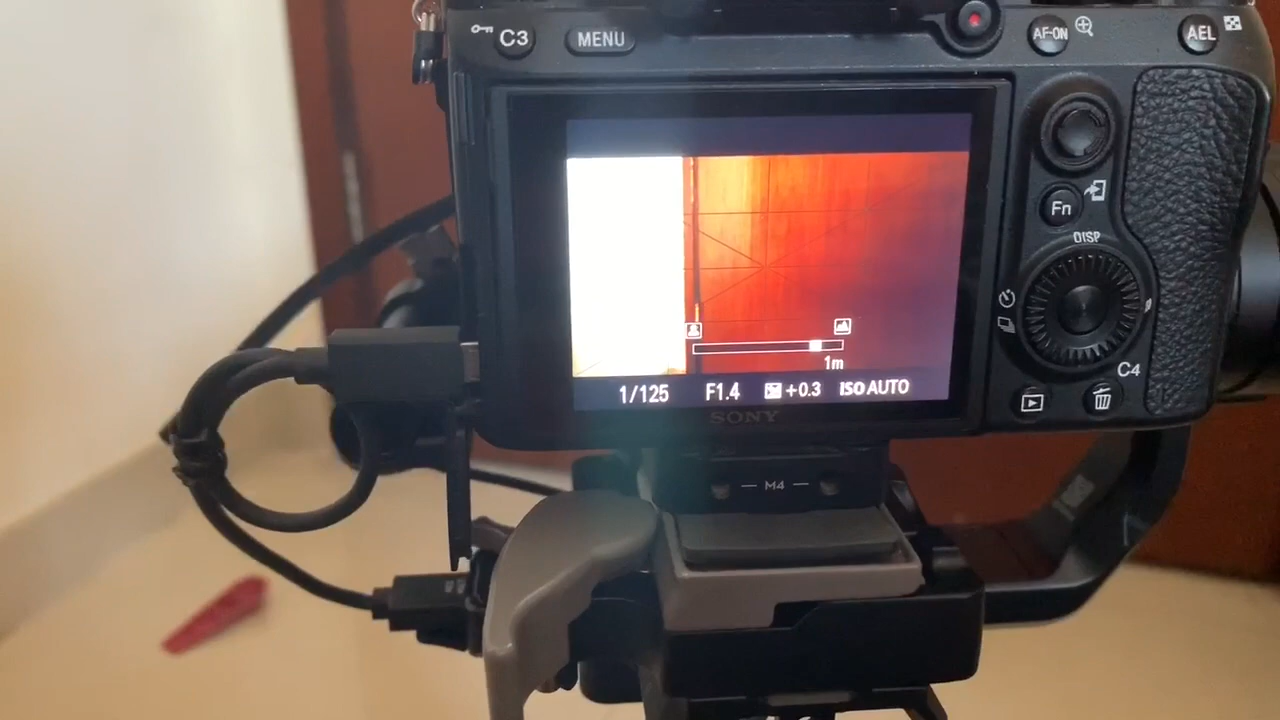 C3 MENU AF-ON AEL
Fn
DISP
1m
1/125 F1.4 +0.3 ISO AUTO
C4
SONY
M4